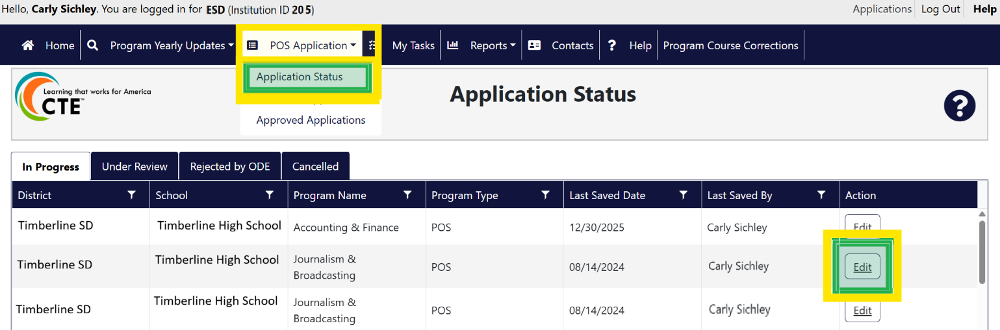 Hello, Carly Sichley. You are logged in for ESD (Institution ID 205)
Applications Log Out Help
Home Program Yearly Updates POS Application My Tasks Reports Contacts ? Help Program Course Corrections
Application Status
Approved Applications
Learning that works for America
CTE™
Application Status
?
In Progress Under Review Rejected by ODE Cancelled
District School Program Name Program Type Last Saved Date Last Saved By Action
Timberline SD Timberline High School Accounting & Finance POS 12/30/2025 Carly Sichley Edit
Timberline SD Timberline High School Journalism &
Broadcasting POS 08/14/2024 Carly Sichley Edit
Timberline SD Timberline High School Journalism &
Broadcasting POS 08/14/2024 Carly Sichley Edit